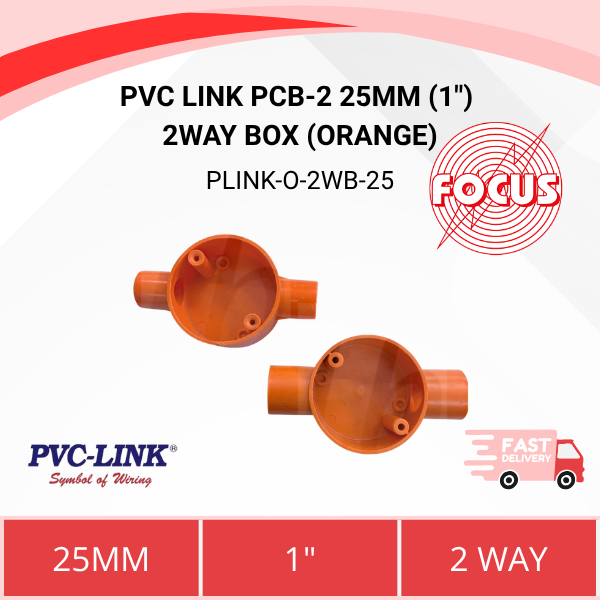 PVC LINK PCB-2 25MM (1")
2WAY BOX (ORANGE)
PLINK-O-2WB-25
FOCUS
PVC-LINK®
Symbol of Wiring
FAST
DELIVERY
25MM
1"
2 WAY